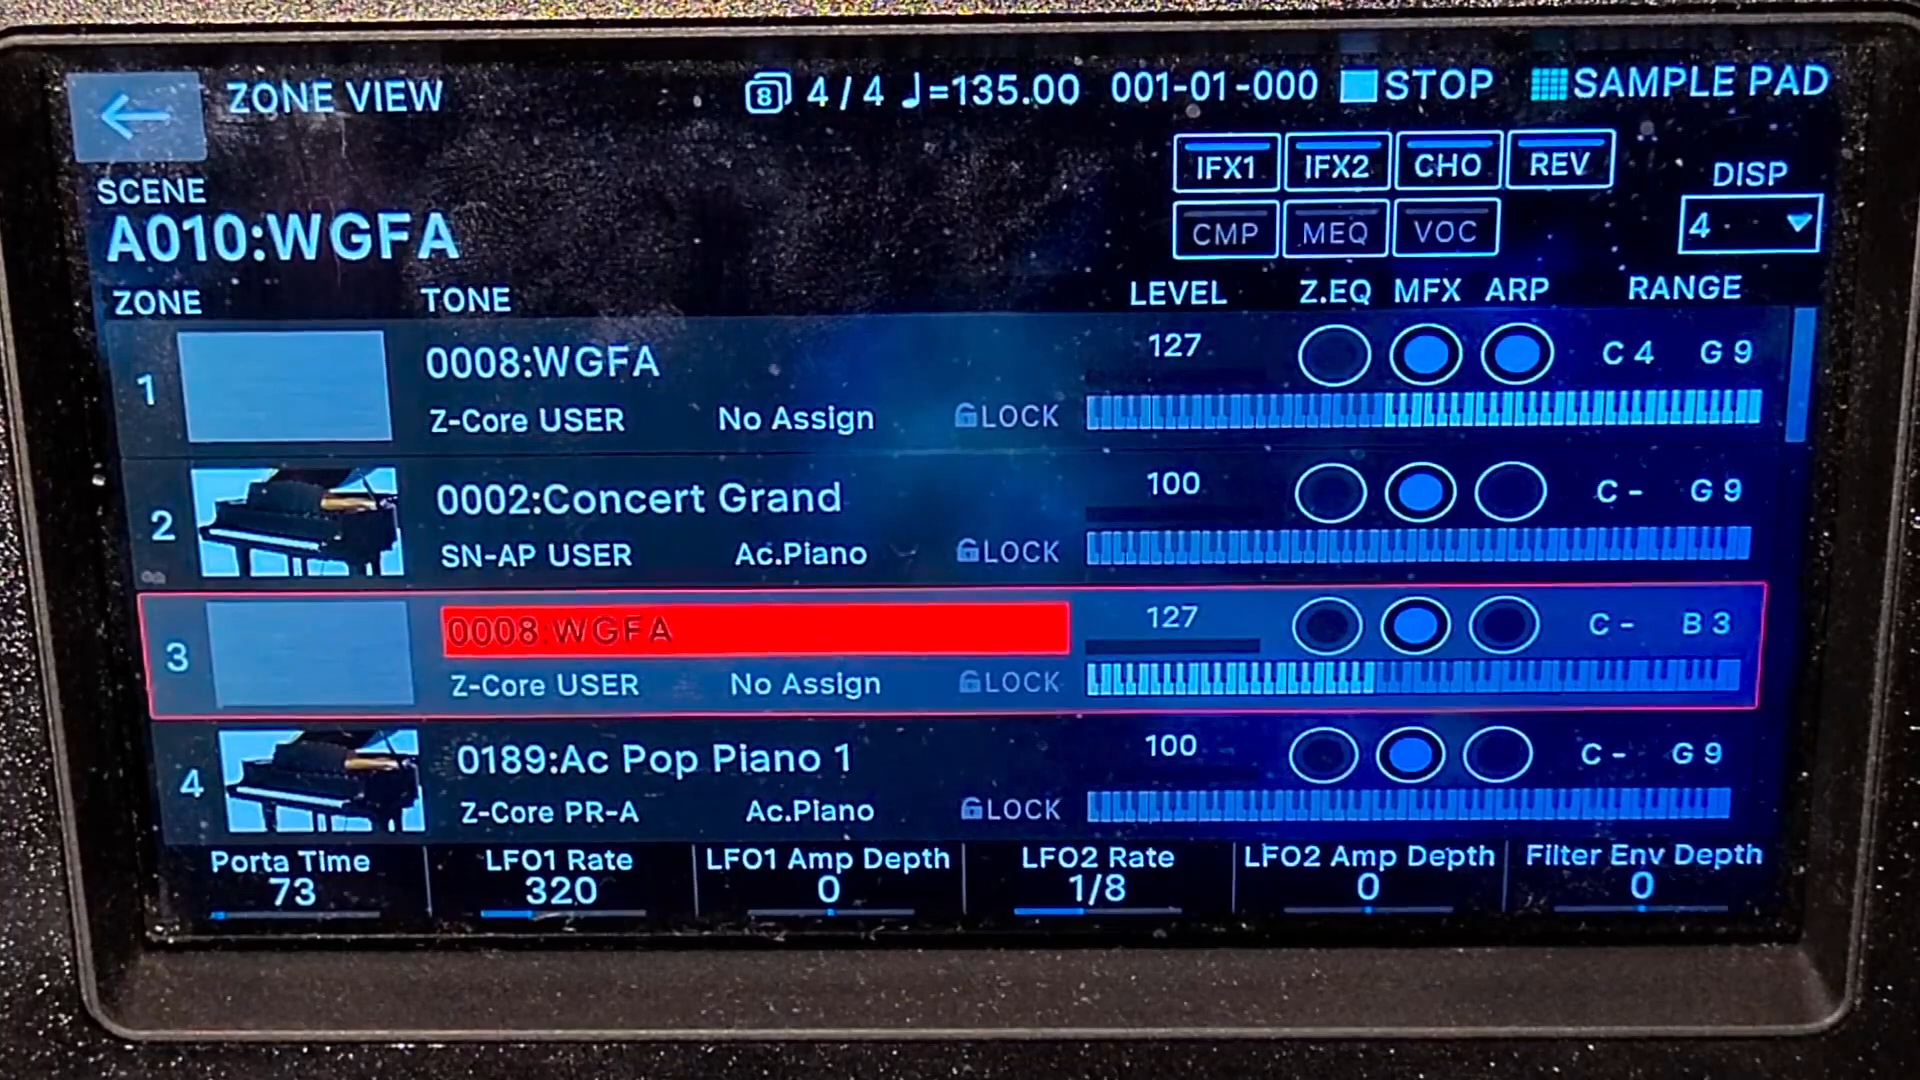 ZONE VIEW
8 4 / 4 ♩=135.00 001-01-000 STOP SAMPLE PAD
IFX1 IFX2 CHO REV
DISP
SCENE
A010:WGFA
CMP MEQ VOC
4
ZONE TONE LEVEL Z.EQ MFX ARP RANGE
1 0008:WGFA 127 C 4 G 9
Z-Core USER No Assign LOCK
2 0002:Concert Grand 100 C - G 9
SN-AP USER Ac.Piano LOCK
3 0008:WGFA 127 C - B 3
Z-Core USER No Assign LOCK
4 0189:Ac Pop Piano 1 100 C - G 9
Z-Core PR-A Ac.Piano LOCK
Porta Time LFO1 Rate LFO1 Amp Depth LFO2 Rate LFO2 Amp Depth Filter Env Depth
73 320 0 1/8 0 0